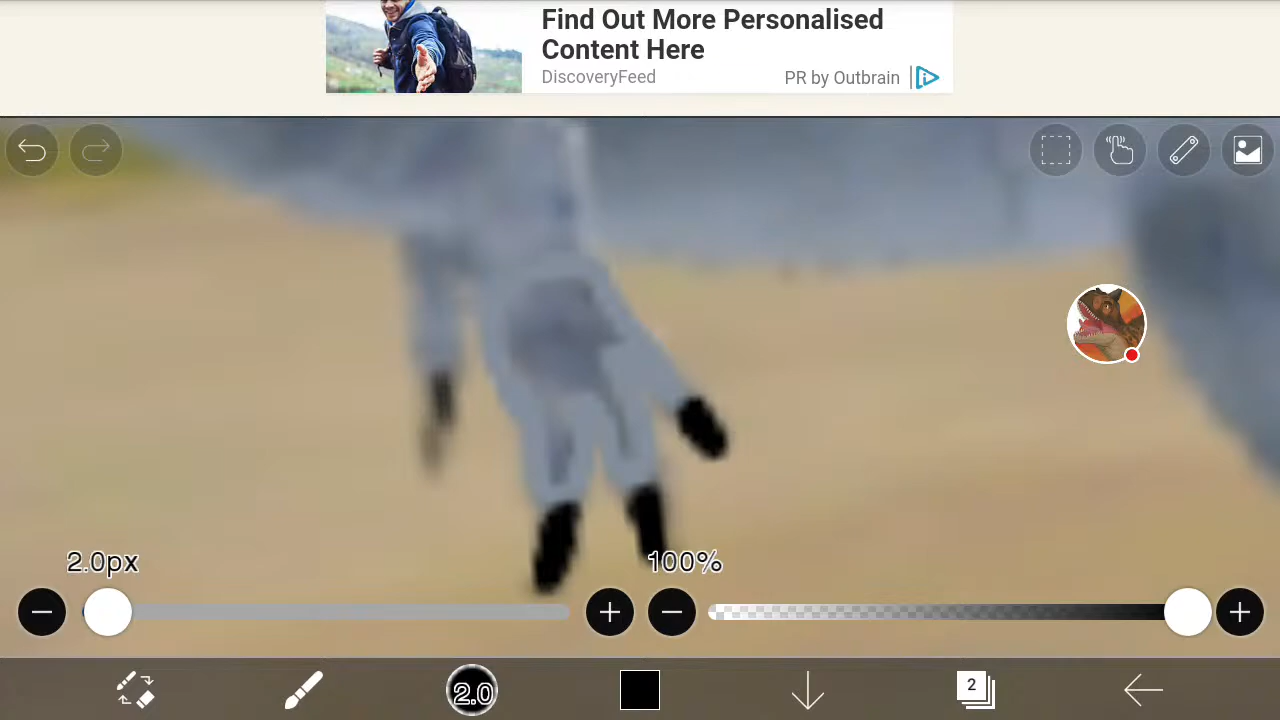 Find Out More Personalised
Content Here
DiscoveryFeed
PR by Outbrain
2.0px
100%
2.0
2